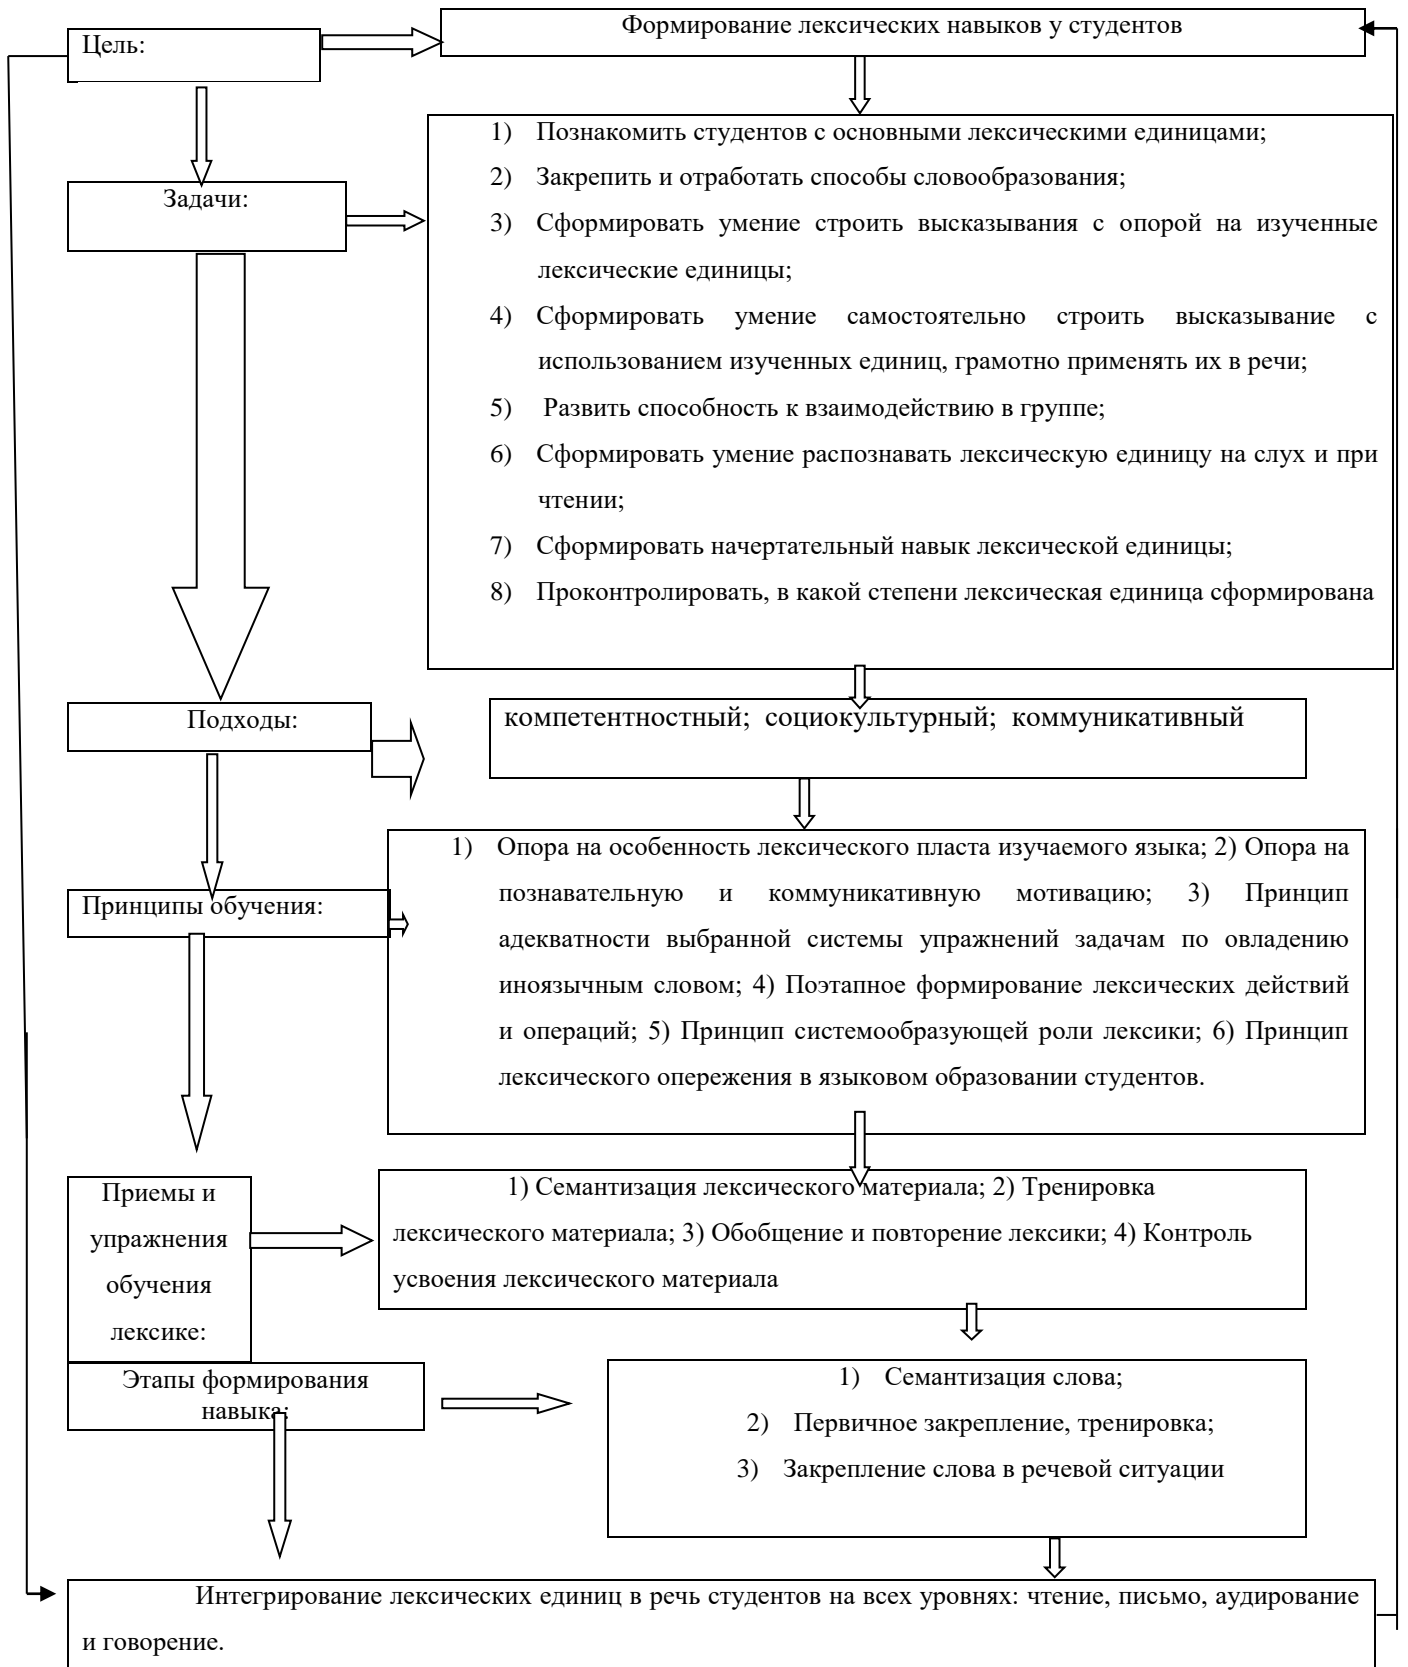 Цель:
Формирование лексических навыков у студентов
Задачи:
1) Познакомить студентов с основными лексическими единицами;
2) Закрепить и отработать способы словообразования;
3) Сформировать умение строить высказывания с опорой на изученные
лексические единицы;
4) Сформировать умение самостоятельно строить высказывание с
использованием изученных единиц, грамотно применять их в речи;
5) Развить способность к взаимодействию в группе;
6) Сформировать умение распознавать лексическую единицу на слух и при
чтении;
7) Сформировать начертательный навык лексической единицы;
8) Проконтролировать, в какой степени лексическая единица сформирована
Подходы:
компетентностный; социокультурный; коммуникативный
Принципы обучения:
1) Опора на особенность лексического пласта изучаемого языка; 2) Опора на
познавательную и коммуникативную мотивацию; 3) Принцип
адекватности выбранной системы упражнений задачам по овладению
иноязычным словом; 4) Поэтапное формирование лексических действий
и операций; 5) Принцип системообразующей роли лексики; 6) Принцип
лексического опережения в языковом образовании студентов.
Приемы и
упражнения
обучения
лексике:
1) Семантизация лексического материала; 2) Тренировка
лексического материала; 3) Обобщение и повторение лексики; 4) Контроль
усвоения лексического материала
Этапы формирования
навыка:
1) Семантизация слова;
2) Первичное закрепление, тренировка;
3) Закрепление слова в речевой ситуации
Интегрирование лексических единиц в речь студентов на всех уровнях: чтение, письмо, аудирование
и говорение.